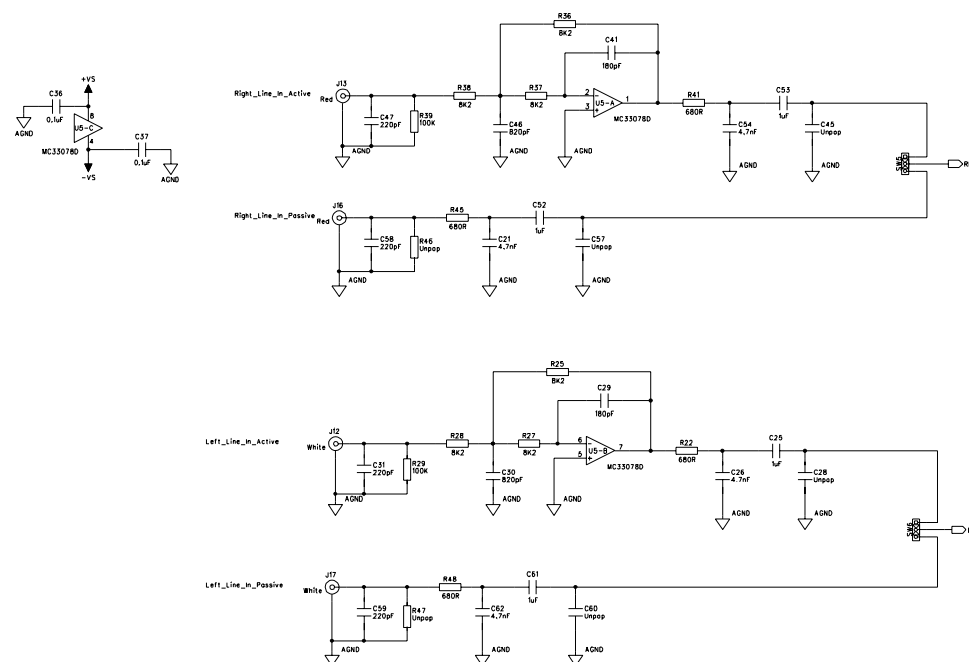 R36
8K2
C41
180pF
+VS
C36
0.1uF
AGND
8
U5-C
4
MC33078D
C37
0.1uF
AGND
-VS
Right_Line_In_Active
J13
Red
C47
220pF
R39
100K
AGND
R38
8K2
R37
8K2
C46
820pF
AGND
2
3
U5-A
1
MC33078D
AGND
R41
680R
C54
4.7nF
AGND
C53
1uF
C45
Unpop
AGND
SW5
Right_Line_In_Passive
J16
Red
C58
220pF
R46
Unpop
AGND
R45
680R
C21
4.7nF
AGND
C52
1uF
C57
Unpop
AGND
R25
8K2
C29
180pF
Left_Line_In_Active
J12
White
C31
220pF
R29
100K
AGND
R28
8K2
R27
8K2
C30
820pF
AGND
6
5
U5-B
7
MC33078D
AGND
R22
680R
C26
4.7nF
AGND
C25
1uF
C28
Unpop
AGND
SW6
Left_Line_In_Passive
J17
White
C59
220pF
R47
Unpop
AGND
R48
680R
C62
4.7nF
AGND
C61
1uF
C60
Unpop
AGND